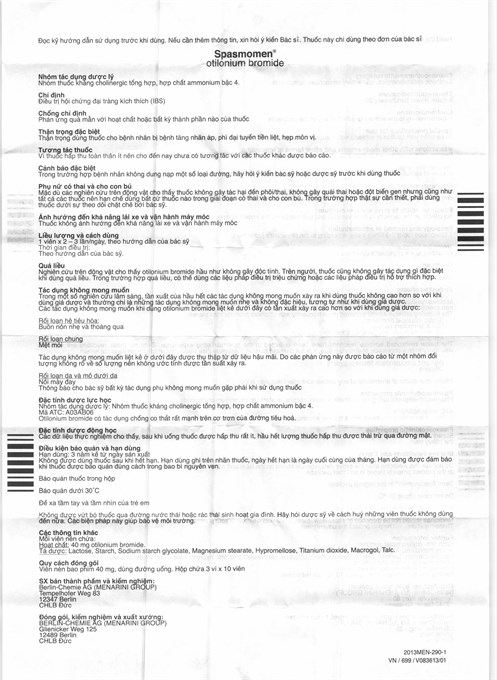 Đọc kỹ hướng dẫn sử dụng trước khi dùng. Nếu cần thêm thông tin, xin hỏi ý kiến Bác sĩ. Thuốc này chỉ dùng theo đơn của bác sĩ
Spasmomen®
otilonium bromide
Nhóm tác dụng dược lý
Nhóm thuốc kháng cholinergic tổng hợp, hợp chất ammonium bậc 4.
Chỉ định
Điều trị hội chứng đại tràng kích thích (IBS)
Chống chỉ định
Phản ứng quá mẫn với hoạt chất hoặc bất kỳ thành phần nào của thuốc
Thận trọng đặc biệt
Thận trọng dùng thuốc cho bệnh nhân bị bệnh tăng nhãn áp, phì đại tuyến tiền liệt, hẹp môn vị.
Tương tác thuốc
Vì thuốc hấp thu toàn thân ít nên cho đến nay chưa có tương tác với các thuốc khác được báo cáo.
Cảnh báo đặc biệt
Trong trường hợp bệnh nhân không dung nạp một số loại đường, hãy hỏi ý kiến bác sỹ hoặc dược sỹ trước khi dùng thuốc
Phụ nữ có thai và cho con bú
Mặc dù các nghiên cứu trên động vật cho thấy thuốc không gây tác hại đến phôi/thai, không gây quái thai hoặc đột biến gen nhưng cũng như
tất cả các thuốc nên hạn chế dùng bất cứ thuốc nào trong giai đoạn có thai và cho con bú. Trong trường hợp thật sự cần thiết, phải dùng
thuốc dưới sự theo dõi chặt chẽ bởi bác sỹ.
Ảnh hưởng đến khả năng lái xe và vận hành máy móc
Thuốc không ảnh hưởng đến khả năng lái xe và vận hành máy móc
Liều lượng và cách dùng
1 viên x 2 – 3 lần/ngày, theo hướng dẫn của bác sỹ
Thời gian điều trị:
Theo hướng dẫn của bác sỹ.
Quá liều
Nghiên cứu trên động vật cho thấy otilonium bromide hầu như không gây độc tính. Trên người, thuốc cũng không gây tác dụng gì đặc biệt
khi dùng quá liều. Trong trường hợp quá liều, có thể dùng các liệu pháp điều trị triệu chứng hoặc các liệu pháp điều trị hỗ trợ thích hợp.
Tác dụng không mong muốn
Trong một số nghiên cứu lâm sàng, tần xuất của hầu hết các tác dụng không mong muốn xảy ra khi dùng thuốc không cao hơn so với khi
dùng giả dược và thường chỉ là những tác dụng không mong muốn nhẹ và không đặc hiệu, tương tự như khi dùng giả dược.
Các tác dụng không mong muốn khi dùng otilonium bromide liệt kê dưới đây có tần xuất xảy ra cao hơn so với khi dùng giả dược:
Rối loạn hệ tiêu hóa:
Buồn nôn nhẹ và thoáng qua
Rối loạn chung
Mệt mỏi
Tác dụng không mong muốn liệt kê ở dưới đây được thu thập từ dữ liệu hậu mãi. Do các phản ứng này được báo cáo từ một nhóm đối
tượng không rõ về số lượng nên không ước tính được tần suất xảy ra.
Rối loạn da và mô dưới da
Nổi mày đay
Thông báo cho bác sỹ bất kỳ tác dụng phụ không mong muốn gặp phải khi sử dụng thuốc
Đặc tính dược lực học
Nhóm tác dụng dược lý: Nhóm thuốc kháng cholinergic tổng hợp, hợp chất ammonium bậc 4.
Mã ATC: A03AB06
Otilonium bromide có tác dụng chống co thắt rất mạnh trên cơ trơn của đường tiêu hoá.
Đặc tính dược động học
Các dữ liệu thực nghiệm cho thấy, sau khi uống thuốc được hấp thu rất ít, hầu hết lượng thuốc hấp thu được thải trừ qua đường mật.
Điều kiện bảo quản và hạn dùng
Hạn dùng: 3 năm kể từ ngày sản xuất
Không được dùng thuốc sau khi hết hạn. Hạn dùng ghi trên nhãn thuốc, ngày hết hạn là ngày cuối cùng của tháng. Hạn dùng được đảm bảo
khi thuốc được bảo quản đúng cách trong bao bì nguyên vẹn.
Bảo quản thuốc trong hộp
Bảo quản dưới 30˚C
Để xa tầm tay và tầm nhìn của trẻ em
Không được vứt bỏ thuốc qua đường nước thải hoặc rác thải sinh hoạt gia đình. Hãy hỏi dược sỹ về cách huỷ những viên thuốc không dùng
đến nữa. Các biện pháp này giúp bảo vệ môi trường.
Các thông tin khác
Mỗi viên nén chứa:
Hoạt chất: 40 mg otilonium bromide.
Tá dược: Lactose, Starch, Sodium starch glycolate, Magnesium stearate, Hypromellose, Titanium dioxide, Macrogol, Talc.
Quy cách đóng gói
Viên nén bao phim 40 mg, dùng đường uống. Hộp chứa 3 vỉ x 10 viên
SX bán thành phẩm và kiểm nghiệm:
Berlin-Chemie AG (MENARINI GROUP)
Tempelhofer Weg 83
12347 Berlin
CHLB Đức
Đóng gói, kiểm nghiệm và xuất xưởng:
BERLIN-CHEMIE AG (MENARINI GROUP)
Glienicker Weg 125
12489 Berlin
CHLB Đức
2013MEN-290-1
VN / 699 / V083613/01